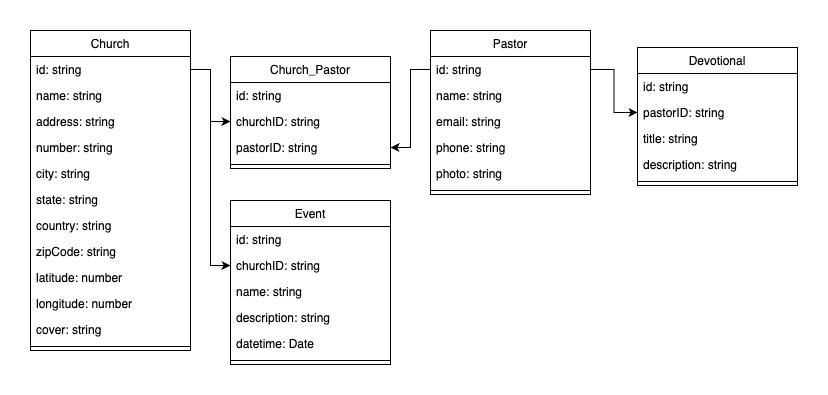 Church
id: string
name: string
address: string
number: string
city: string
state: string
country: string
zipCode: string
latitude: number
longitude: number
cover: string
Church_Pastor
id: string
churchID: string
pastorID: string
Event
id: string
churchID: string
name: string
description: string
datetime: Date
Pastor
id: string
name: string
email: string
phone: string
photo: string
Devotional
id: string
pastorID: string
title: string
description: string